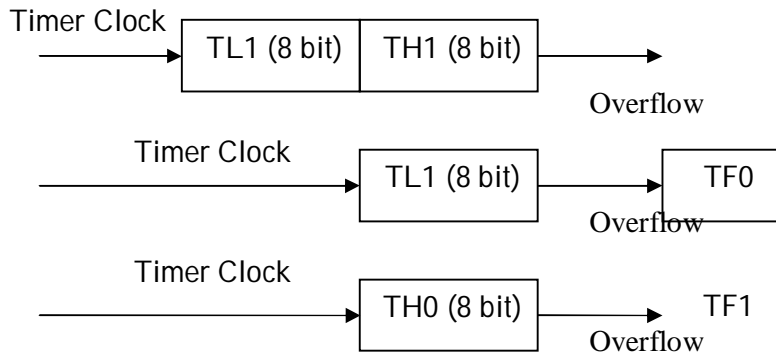 Timer Clock
TL1 (8 bit) TH1 (8 bit)
Overflow
Timer Clock
TL1 (8 bit) TF0
Overflow
Timer Clock
TH0 (8 bit) TF1
Overflow